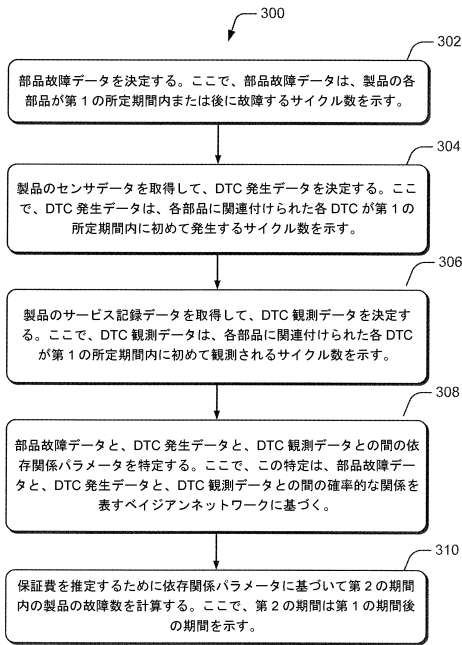 300
302
部品故障データを決定する。ここで、部品故障データは、製品の各
部品が第1の所定期間内または後に故障するサイクル数を示す。
304
製品のセンサデータを取得して、DTC 発生データを決定する。ここ
で、DTC 発生データは、各部品に関連付けられた各 DTC が第1の
所定期間内に初めて発生するサイクル数を示す。
306
製品のサービス記録データを取得して、DTC 観測データを決定す
る。ここで、DTC 観測データは、各部品に関連付けられた各 DTC
が第1の所定期間内に初めて観測されるサイクル数を示す。
308
部品故障データと、DTC 発生データと、DTC 観測データとの間の依
存関係パラメータを特定する。ここで、この特定は、部品故障デー
タと、DTC 発生データと、DTC 観測データとの間の確率的な関係を
表すベイジアンネットワークに基づく。
310
保証費を推定するために依存関係パラメータに基づいて第2の期間
内の製品の故障数を計算する。ここで、第2の期間は第1の期間後
の期間を示す。